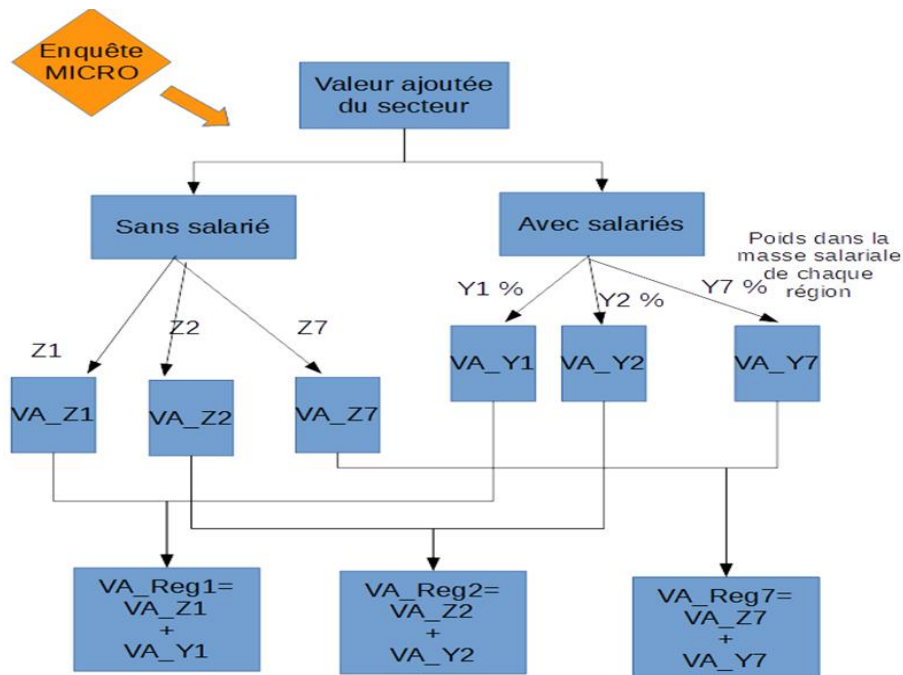 Enquête
MICRO
Valeur ajoutée
du secteur
Sans salarié
Avec salariés
Poids dans la
masse salariale
de chaque
région
Z1
Z2
Z7
Y1 %
Y2 %
Y7 %
VA_Z1
VA_Z2
VA_Z7
VA_Y1
VA_Y2
VA_Y7
VA_Reg1=
VA_Z1
+
VA_Y1
VA_Reg2=
VA_Z2
+
VA_Y2
VA_Reg7=
VA_Z7
+
VA_Y7